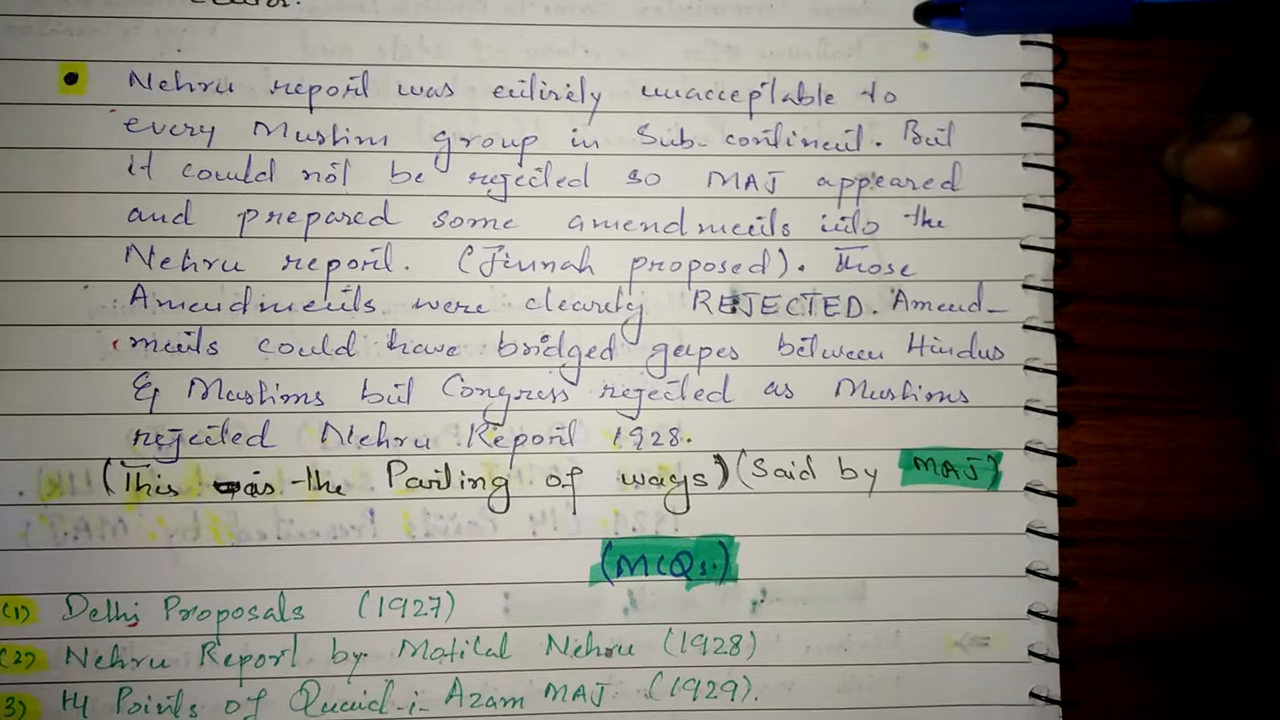 Nehru report was entirely unacceptable to
every Muslim group in Sub-continent. But
it could not be rejected so MAJ appeared
and prepared some amendments into the
Nehru report. (Jinnah proposed). Those
Amendments were clearly REJECTED. Amend-
ments could have bridged gapes between Hindus
& Muslims but Congress rejected as Muslims
rejected Nehru Report 1928.
(This is the Parting of ways) (Said by MAJ)
(MCQs.)
(1) Delhi Proposals (1927)
(2) Nehru Report by Motilal Nehru (1928)
3) 14 Points of Quaid-i-Azam MAJ (1929).